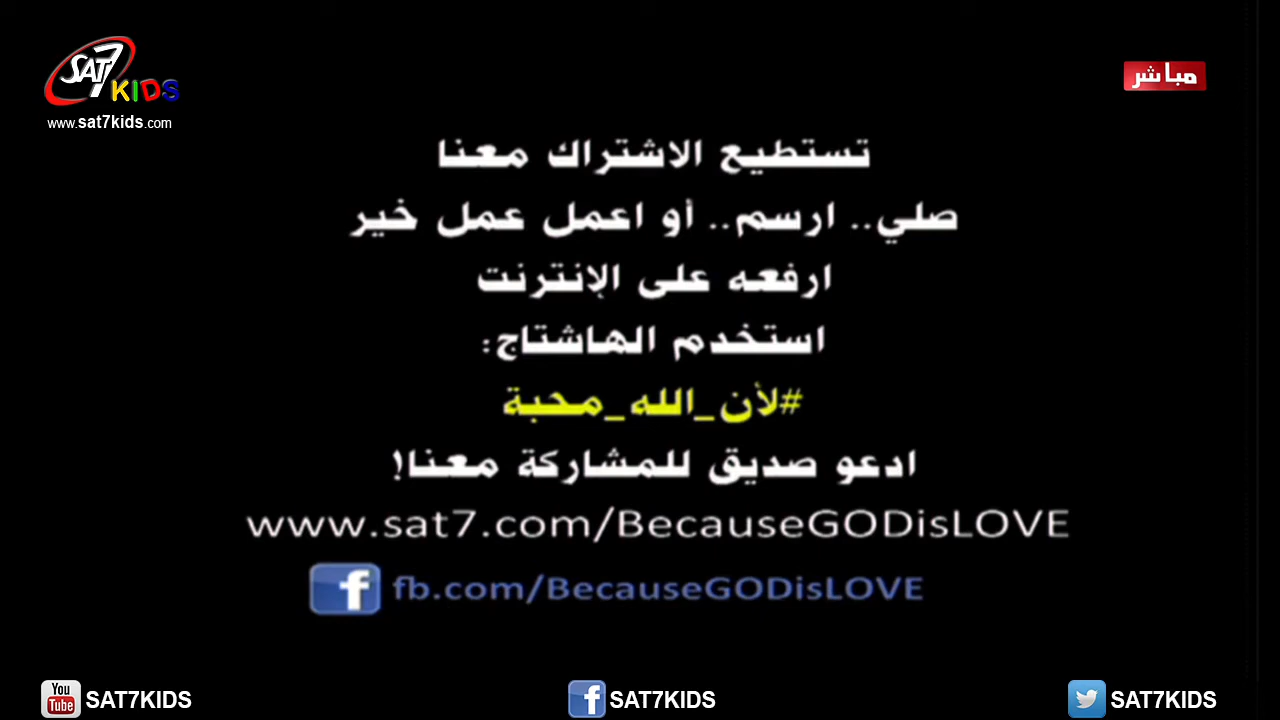 SAT7
KIDS
www.sat7kids.com
مباشر
تستطيع الاشتراك معنا
صلي.. ارسم.. أو اعمل عمل خير
ارفعه على الإنترنت
استخدم الهاشتاج:
#لأن_الله_محبة
ادعو صديق للمشاركة معنا!
www.sat7.com/BecauseGODisLOVE
f fb.com/BecauseGODisLOVE
You Tube SAT7KIDS
f SAT7KIDS
SAT7KIDS